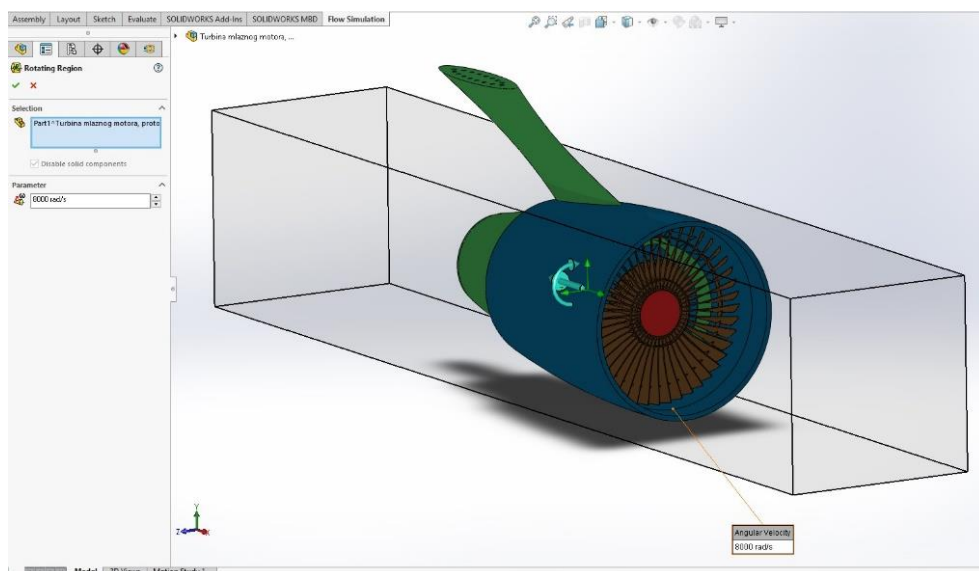 Assembly Layout Sketch Evaluate SOLIDWORKS Add-Ins SOLIDWORKS MBD Flow Simulation
Turbina mlaznog motora, ...
Rotating Region
Selection
Part1^Turbina mlaznog motora, proto
Disable solid components
Parameter
8000 rad/s
Angular Velocity
8000 rad/s
Y
Z X
Model 3D Views Motion Study 1